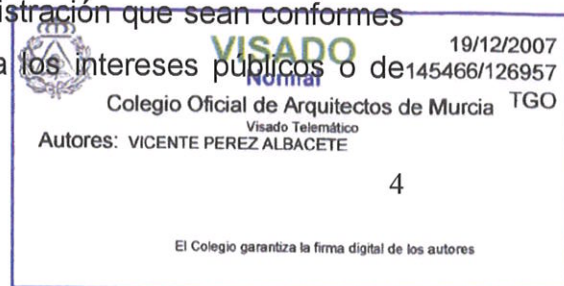 istración que sean conformes
VISADO 19/12/2007
a los intereses públicos o de 145466/126957
Normal
Colegio Oficial de Arquitectos de Murcia TGO
Visado Telemático
Autores: VICENTE PEREZ ALBACETE
4
El Colegio garantiza la firma digital de los autores